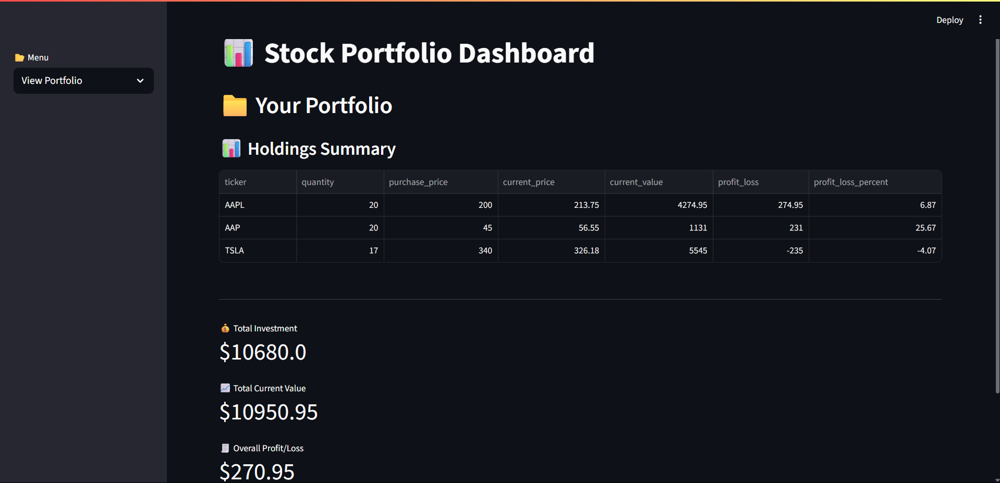 Deploy
Menu
View Portfolio
Stock Portfolio Dashboard
Your Portfolio
Holdings Summary
ticker quantity purchase_price current_price current_value profit_loss profit_loss_percent
AAPL 20 200 213.75 4274.95 274.95 6.87
AAP 20 45 56.55 1131 231 25.67
TSLA 17 340 326.18 5545 -235 -4.07
Total Investment
$10680.0
Total Current Value
$10950.95
Overall Profit/Loss
$270.95